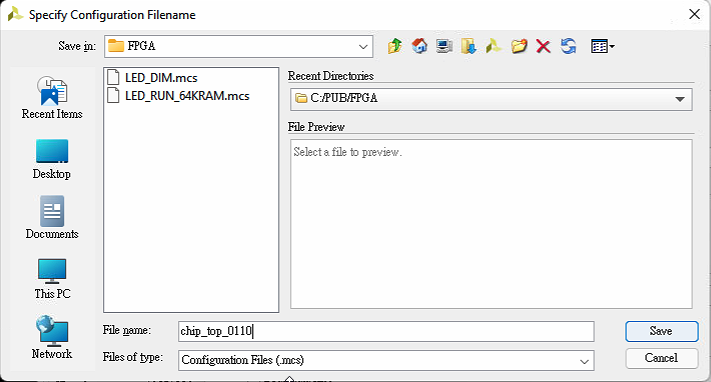 Specify Configuration Filename
Save in: FPGA
Recent Items
Desktop
Documents
This PC
Network
LED_DIM.mcs
LED_RUN_64KRAM.mcs
Recent Directories
C:/PUB/FPGA
File Preview
Select a file to preview.
File name: chip_top_0110
Save
Files of type: Configuration Files (.mcs)
Cancel